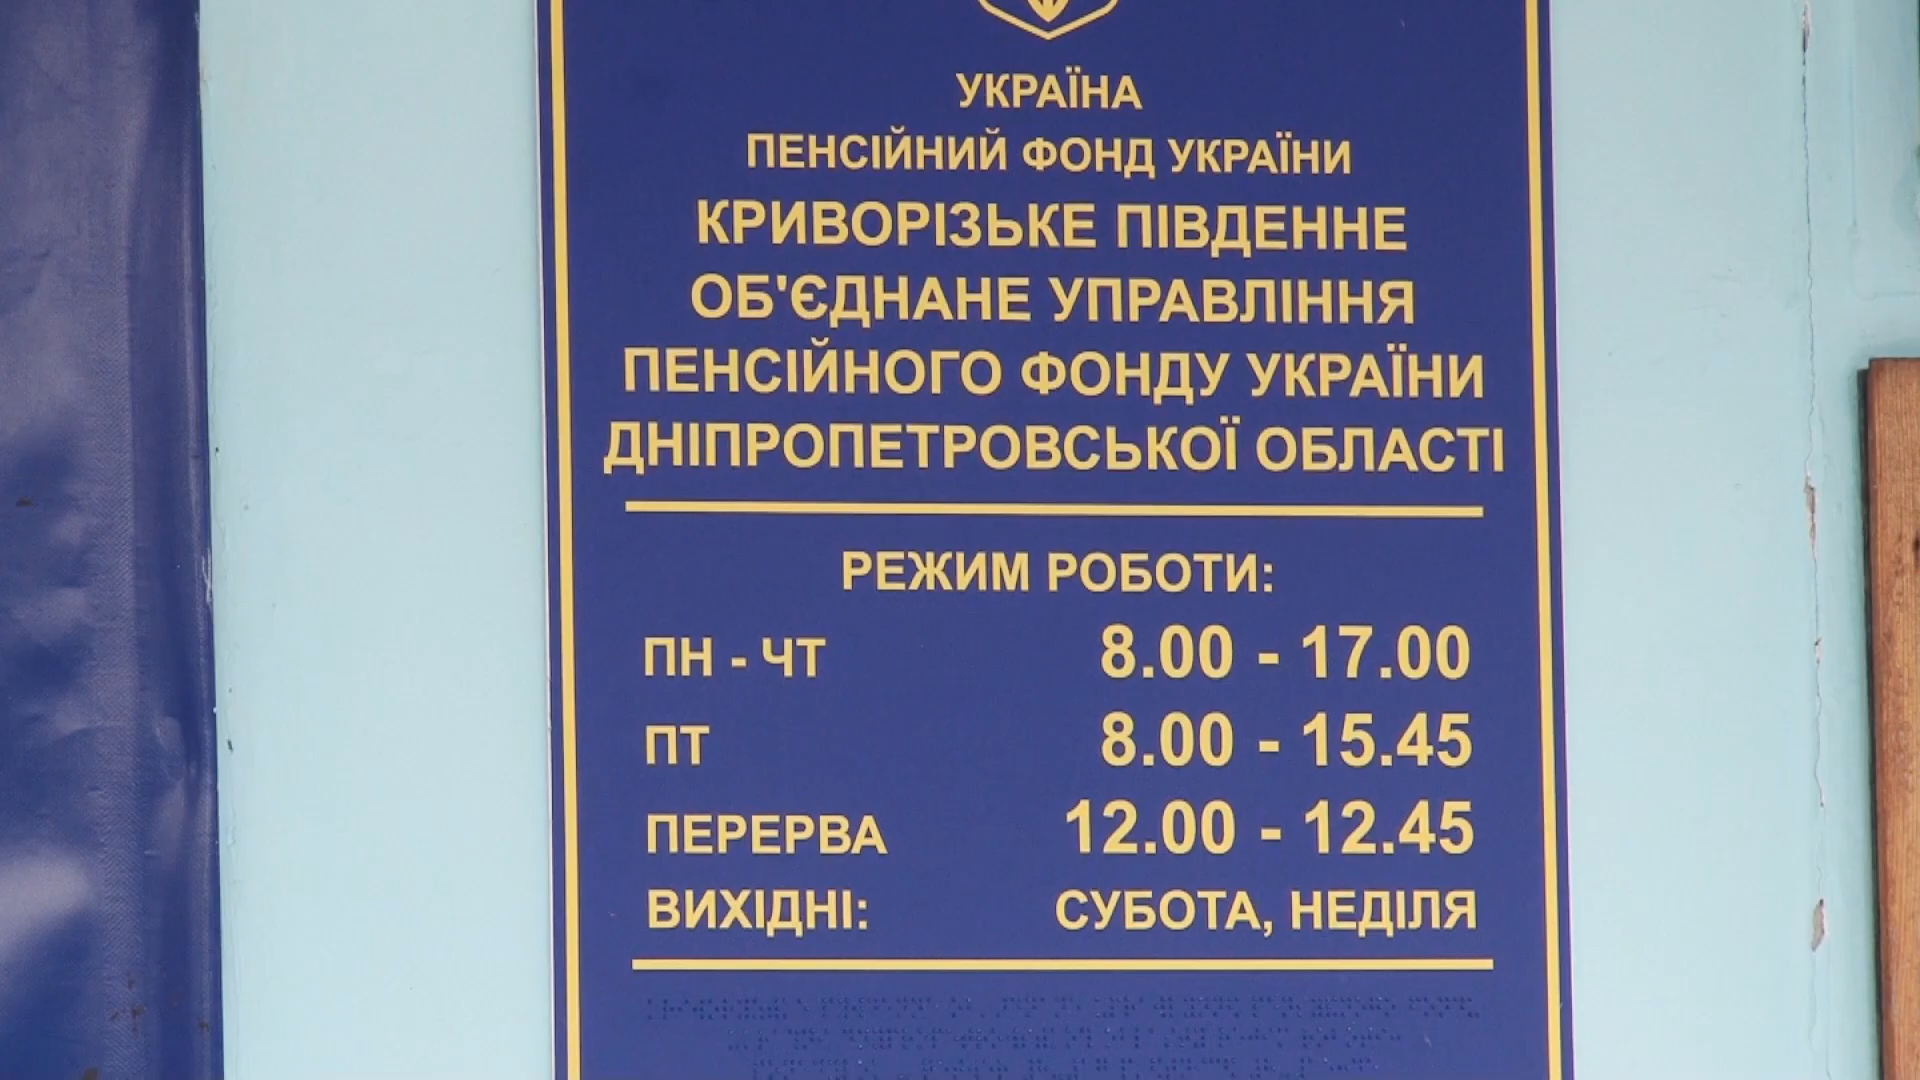 УКРАЇНА
ПЕНСІЙНИЙ ФОНД УКРАЇНИ
КРИВОРІЗЬКЕ ПІВДЕННЕ
ОБ'ЄДНАНЕ УПРАВЛІННЯ
ПЕНСІЙНОГО ФОНДУ УКРАЇНИ
ДНІПРОПЕТРОВСЬКОЇ ОБЛАСТІ
РЕЖИМ РОБОТИ:
ПН - ЧТ 8.00 - 17.00
ПТ 8.00 - 15.45
ПЕРЕРВА 12.00 - 12.45
ВИХІДНІ: СУБОТА, НЕДІЛЯ